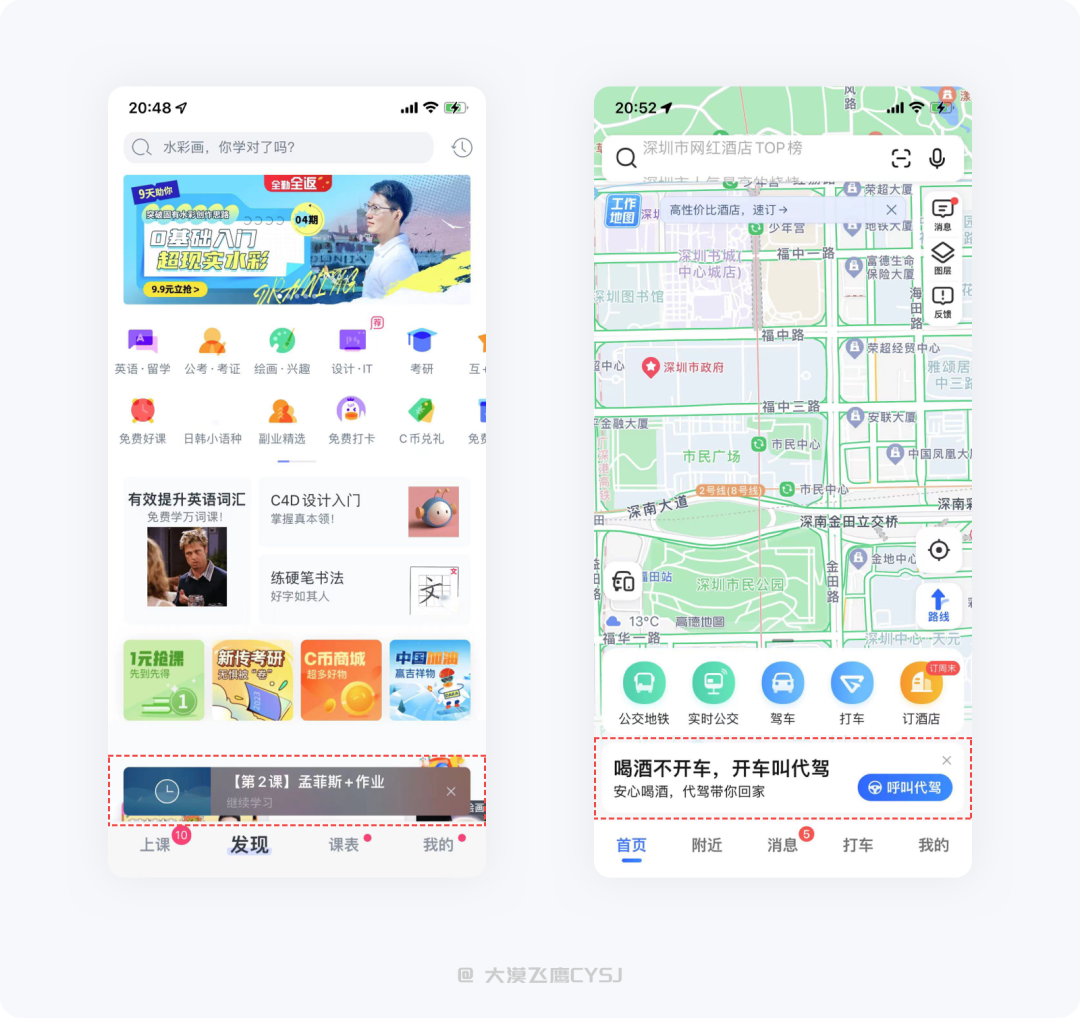 20:48
水彩画，你学对了吗?
9天助你
全勤全返
突破固有水彩创作思路
04期
0基础入门
超现实水彩
9.9元立抢>
荐
英语·留学
公考·考证
绘画·兴趣
设计·IT
考研
免费好课
日韩小语种
副业精选
免费打卡
C币兑礼
有效提升英语词汇
免费学万词课!
C4D设计入门
掌握真本领!
练硬笔书法
好字如其人
文
1元抢课
先到先得
新传考研
无惧被"卷"
2023
C币商城
超多好物
中国加油
赢吉祥物
【第2课】孟菲斯+作业
继续学习
上课
10
发现
课表
我的
20:52
风路
深圳市网红酒店TOP榜
工作地图
高性价比酒店，速订→
荣超大厦
地铁大厦
少年宫
消息
图层
反馈
深圳书城(中心城店)
福中一路
富德生命保险大厦
海田路
深圳图书馆
福中路
荣超经贸中心
雅颂居
中三路
深圳市政府
福中三路
安联大厦
市民中心
市民广场
中国凤凰大厦
2号线(8号线)
市民中心
深南大道
深南金田立交桥
金地中心
金田路
福田站
深圳市民公园
路线
13°C
高德地图
福华一路
深圳中心·天元
订周末
公交地铁
实时公交
驾车
打车
订酒店
喝酒不开车，开车叫代驾
安心喝酒，代驾带你回家
呼叫代驾
首页
附近
消息
5
打车
我的
@ 大漠飞鹰CYSJ